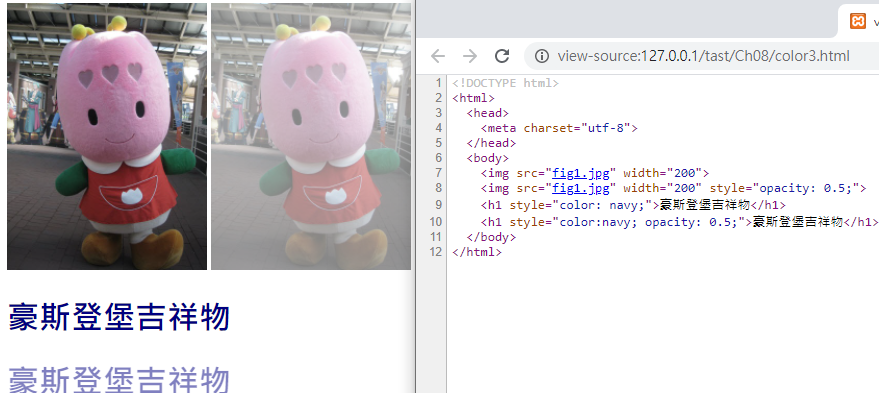 豪斯登堡吉祥物
豪斯登堡吉祥物
view-source:127.0.0.1/tast/Ch08/color3.html
1 <!DOCTYPE html>
2 <html>
3 <head>
4 <meta charset="utf-8">
5 </head>
6 <body>
7 <img src="fig1.jpg" width="200">
8 <img src="fig1.jpg" width="200" style="opacity: 0.5;">
9 <h1 style="color: navy;">豪斯登堡吉祥物</h1>
10 <h1 style="color:navy; opacity: 0.5;">豪斯登堡吉祥物</h1>
11 </body>
12 </html>